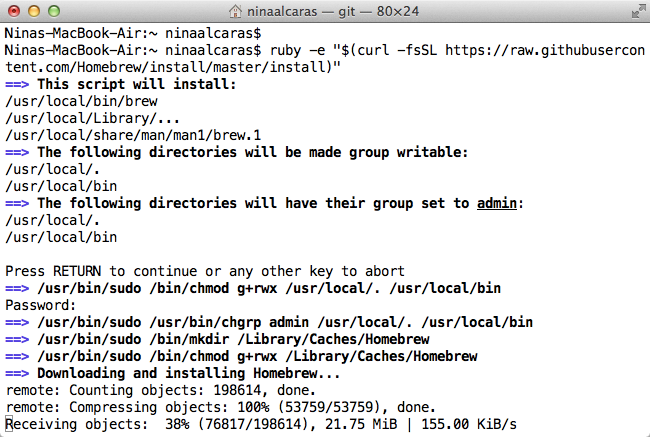 ninaalcaras — git — 80×24
Ninas-MacBook-Air:~ ninaalcaras$
Ninas-MacBook-Air:~ ninaalcaras$ ruby -e "$(curl -fsSL https://raw.githubusercon
tent.com/Homebrew/install/master/install)"
==> This script will install:
/usr/local/bin/brew
/usr/local/Library/...
/usr/local/share/man/man1/brew.1
==> The following directories will be made group writable:
/usr/local/.
/usr/local/bin
==> The following directories will have their group set to admin:
/usr/local/.
/usr/local/bin
Press RETURN to continue or any other key to abort
==> /usr/bin/sudo /bin/chmod g+rwx /usr/local/. /usr/local/bin
Password:
==> /usr/bin/sudo /usr/bin/chgrp admin /usr/local/. /usr/local/bin
==> /usr/bin/sudo /bin/mkdir /Library/Caches/Homebrew
==> /usr/bin/sudo /bin/chmod g+rwx /Library/Caches/Homebrew
==> Downloading and installing Homebrew...
remote: Counting objects: 198614, done.
remote: Compressing objects: 100% (53759/53759), done.
Receiving objects:  38% (76817/198614), 21.75 MiB | 155.00 KiB/s